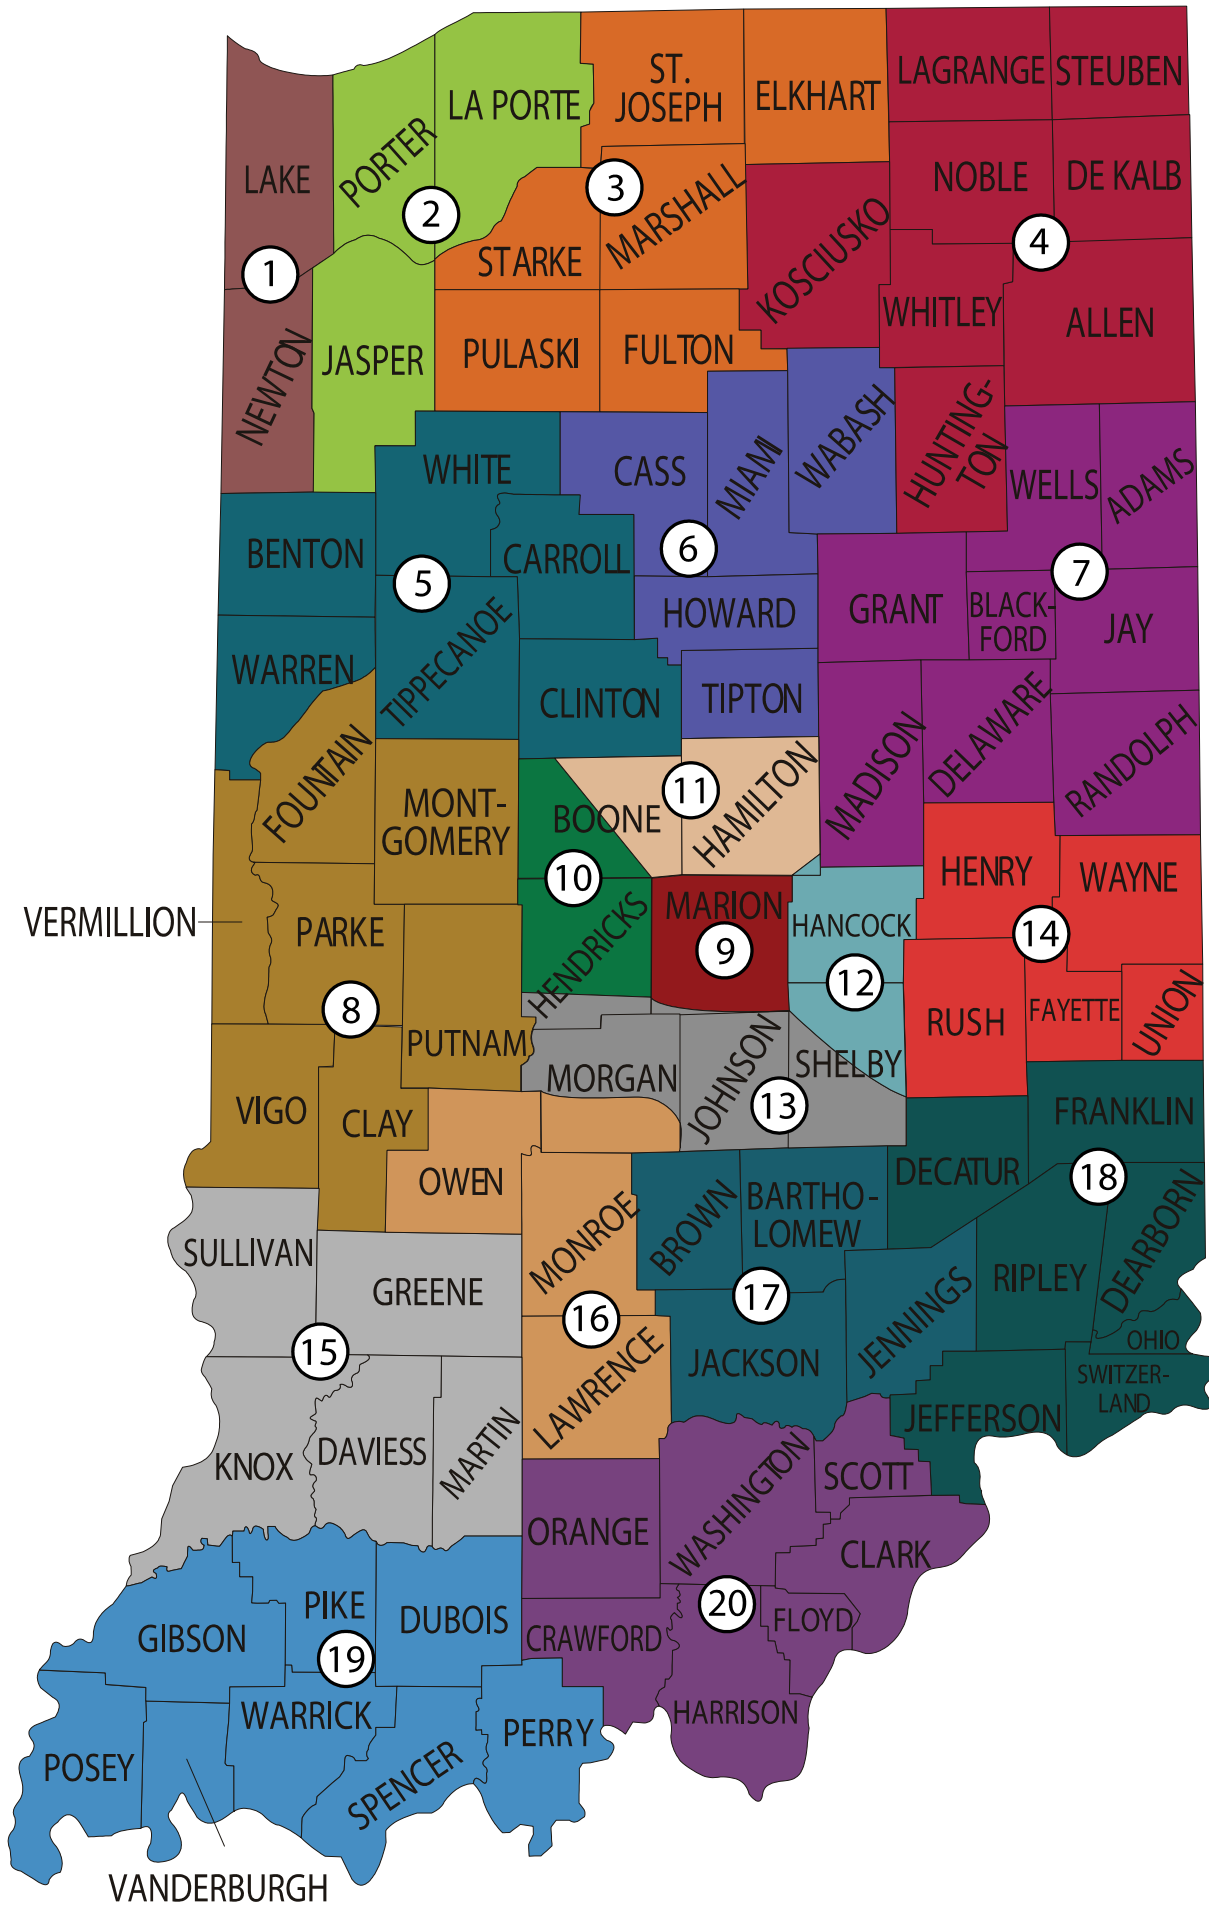 LAGRANGE
STEUBEN
ST.
JOSEPH
ELKHART
LA PORTE
PORTER
LAKE
NOBLE
DE KALB
2
3
MARSHALL
KOSCIUSKO
4
STARKE
1
WHITLEY
ALLEN
NEWTON
JASPER
PULASKI
FULTON
WHITE
CASS
MIAMI
WABASH
HUNTING-
TON
WELLS
ADAMS
BENTON
5
CARROLL
6
7
HOWARD
GRANT
BLACK-
FORD
JAY
WARREN
TIPPECANOE
CLINTON
TIPTON
MADISON
DELAWARE
RANDOLPH
FOUNTAIN
MONT-
GOMERY
BOONE
11
HAMILTON
10
HENRY
WAYNE
VERMILLION
PARKE
HENDRICKS
MARION
9
HANCOCK
14
12
8
PUTNAM
RUSH
FAYETTE
UNION
MORGAN
JOHNSON
SHELBY
13
VIGO
CLAY
FRANKLIN
OWEN
DECATUR
18
SULLIVAN
GREENE
MONROE
BROWN
BARTHO-
LOMEW
RIPLEY
DEARBORN
17
16
15
JENNINGS
OHIO
LAWRENCE
JACKSON
SWITZER-
LAND
JEFFERSON
KNOX
DAVIESS
MARTIN
WASHINGTON
SCOTT
ORANGE
CLARK
PIKE
DUBOIS
20
FLOYD
GIBSON
CRAWFORD
19
WARRICK
HARRISON
PERRY
POSEY
SPENCER
VANDERBURGH